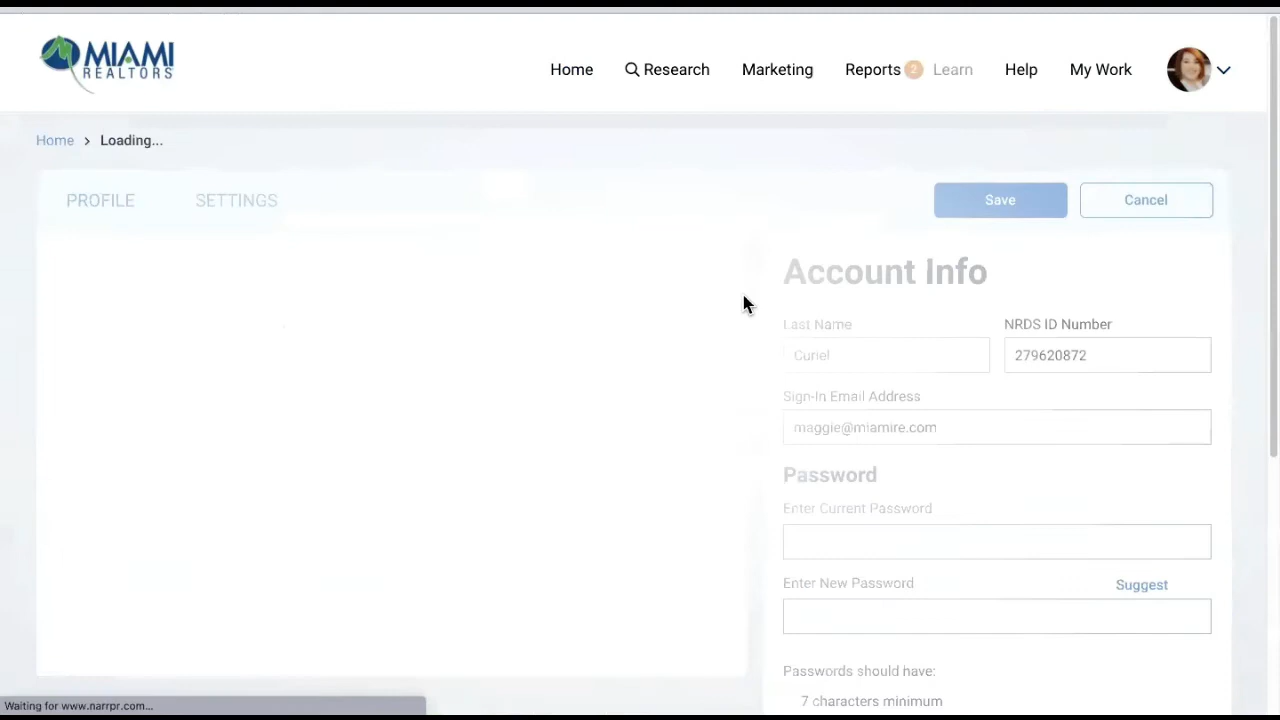 MIAMI
REALTORS
Home Research Marketing Reports 2 Learn Help My Work
Home > Loading...
PROFILE SETTINGS Save Cancel
Account Info
Last Name NRDS ID Number
Curiel 279620872
Sign-In Email Address
maggie@miamire.com
Password
Enter Current Password
Enter New Password Suggest
Passwords should have:
7 characters minimum
Waiting for www.narrpr.com...